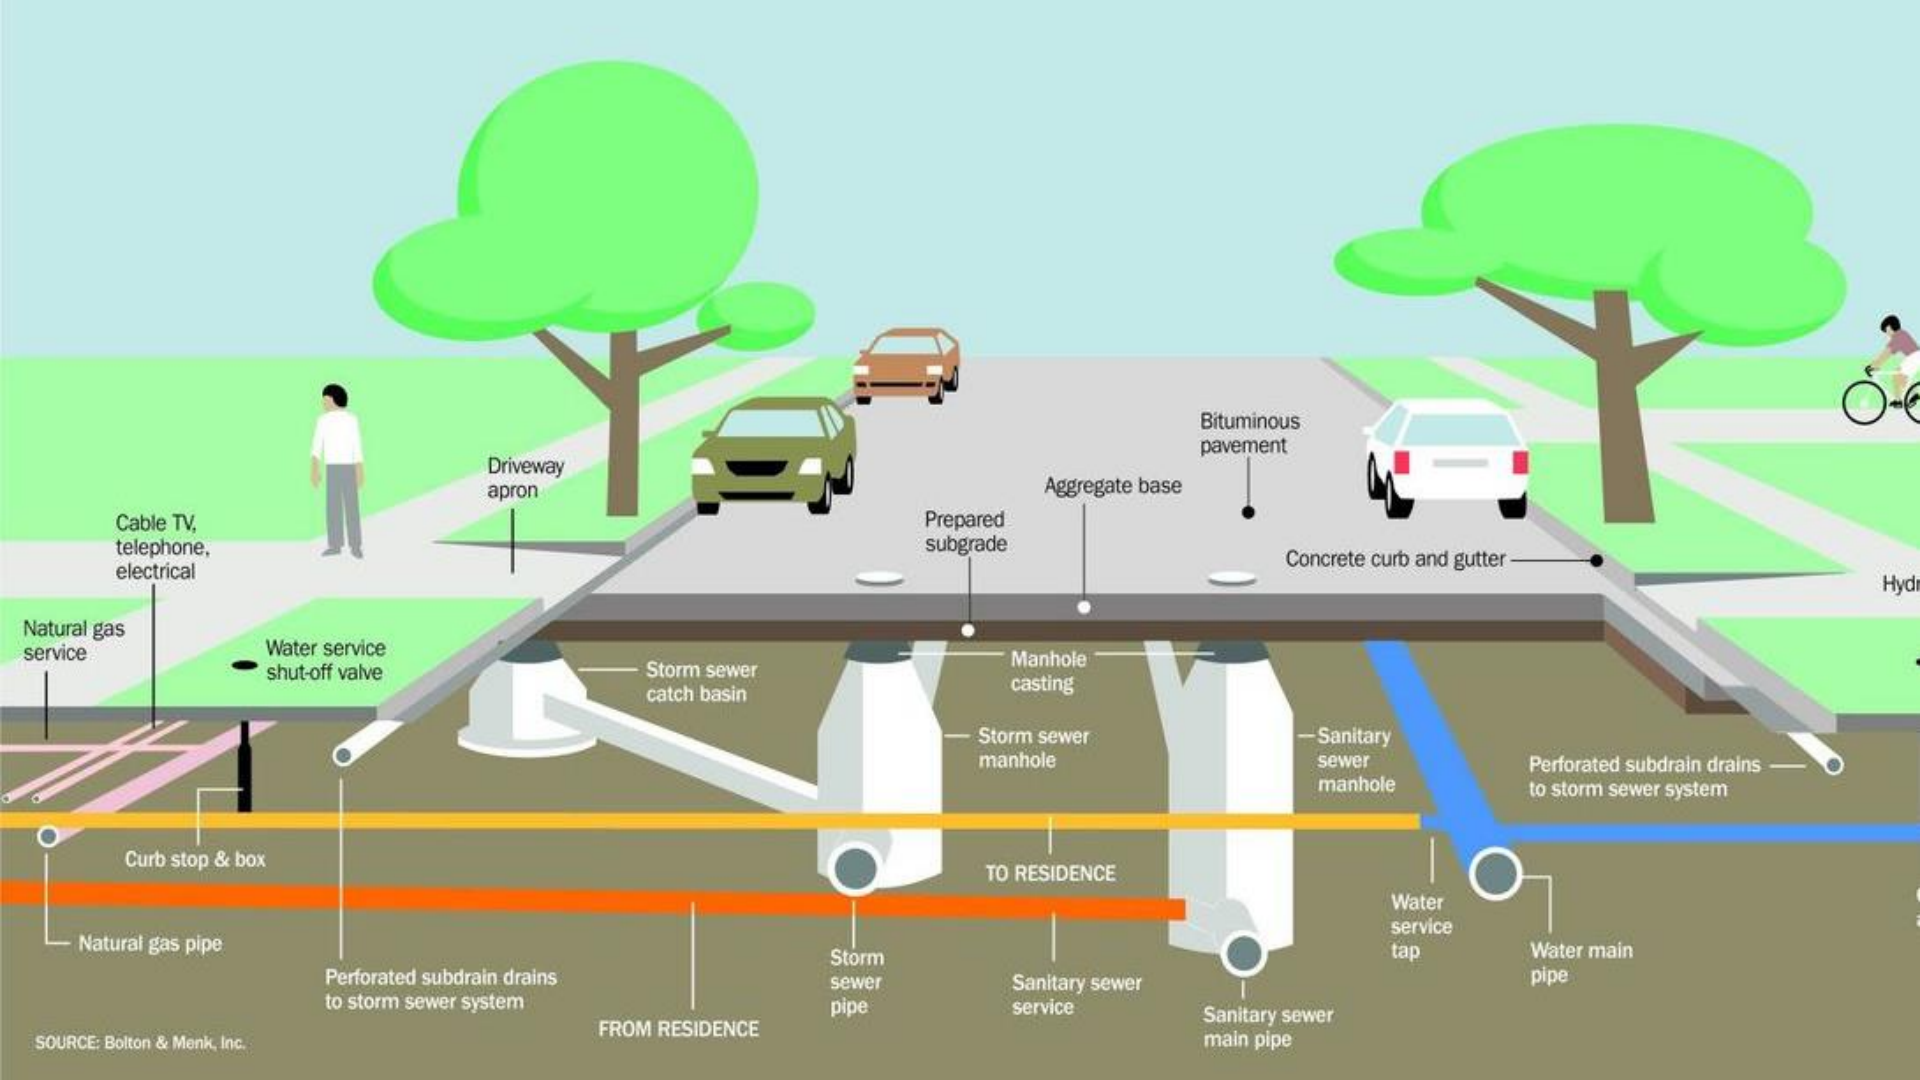 Bituminous
pavement
Driveway
apron
Aggregate base
Cable TV,
telephone,
electrical
Prepared
subgrade
Concrete curb and gutter
Hydr
Natural gas
service
Water service
shut-off valve
Storm sewer
catch basin
Manhole
casting
Storm sewer
manhole
Sanitary
sewer
manhole
Perforated subdrain drains
to storm sewer system
Curb stop & box
TO RESIDENCE
Water
service
tap
Natural gas pipe
Water main
pipe
Storm
sewer
pipe
Perforated subdrain drains
to storm sewer system
Sanitary sewer
service
Sanitary sewer
main pipe
FROM RESIDENCE
SOURCE: Bolton & Menk, Inc.